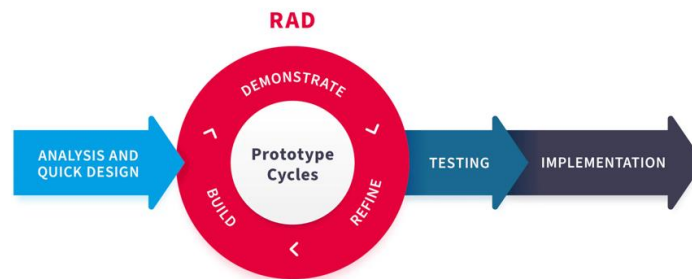 RAD
ANALYSIS AND
QUICK DESIGN
DEMONSTRATE
Prototype
Cycles
BUILD
REFINE
TESTING
IMPLEMENTATION